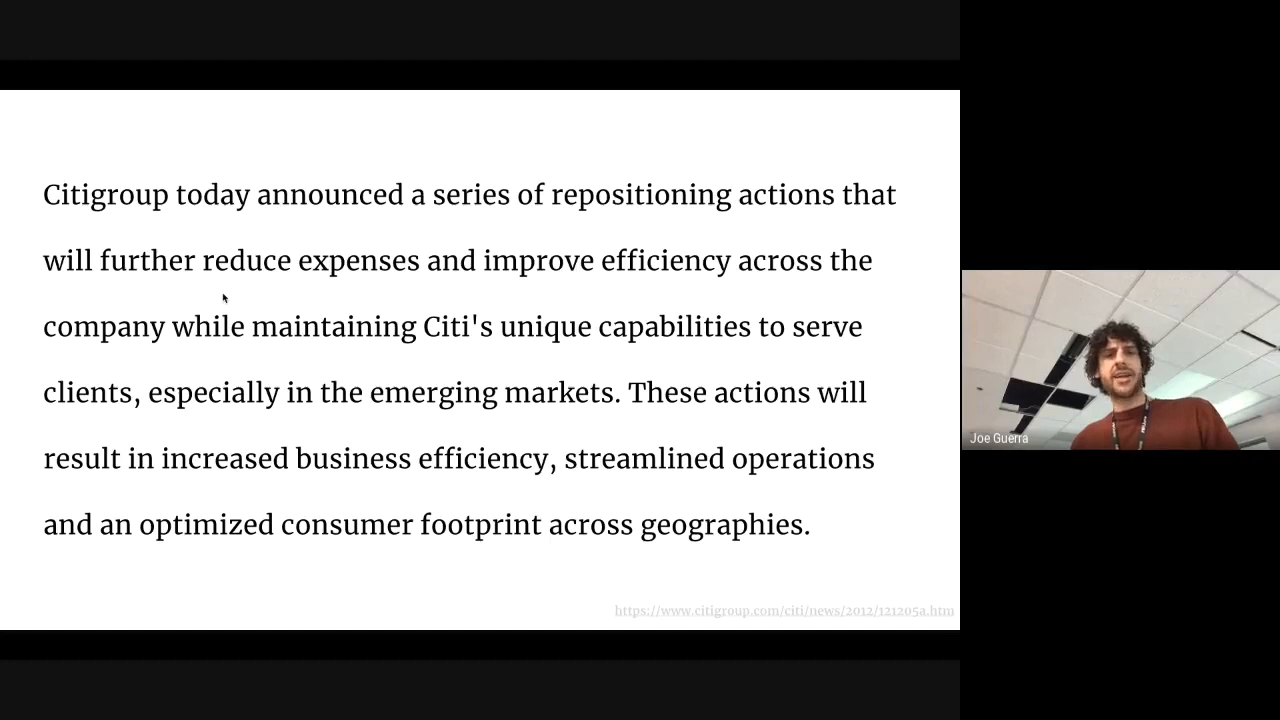 Citigroup today announced a series of repositioning actions that
will further reduce expenses and improve efficiency across the
company while maintaining Citi's unique capabilities to serve
clients, especially in the emerging markets. These actions will
result in increased business efficiency, streamlined operations
and an optimized consumer footprint across geographies.
https://www.citigroup.com/citi/news/2012/121205a.htm
Joe Guerra